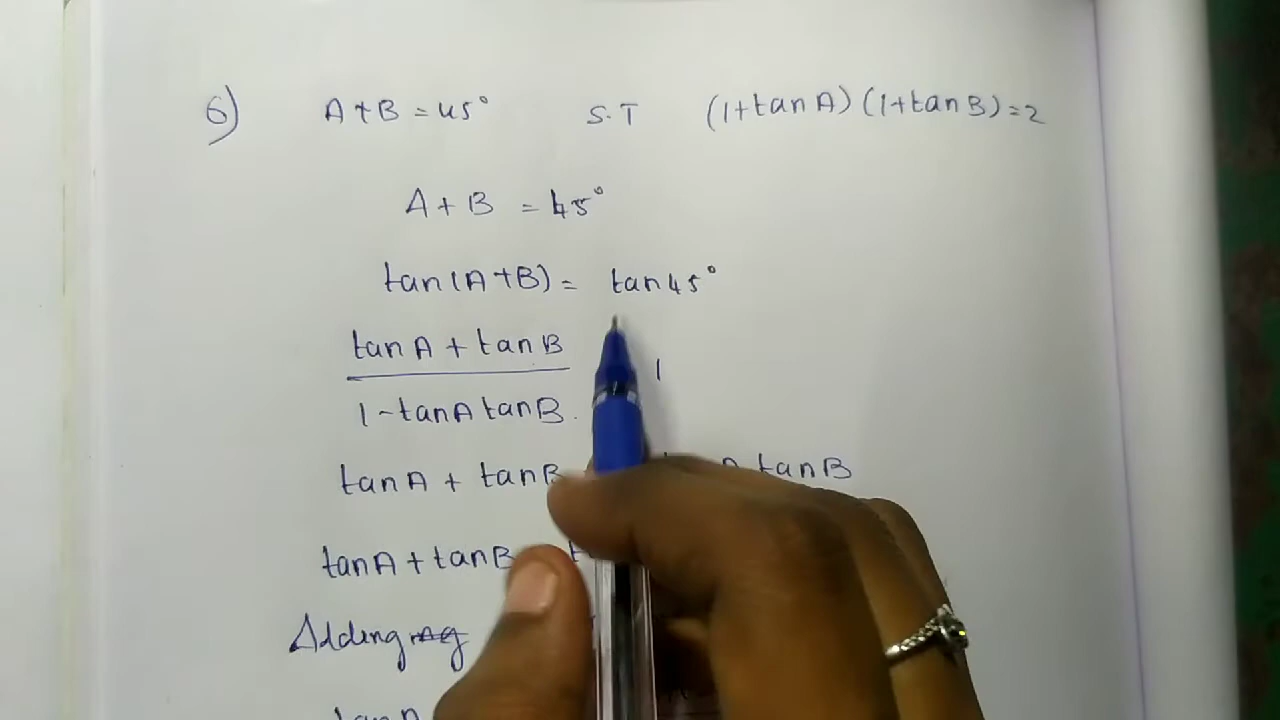 6) A+B=45° S.T (1+tanA)(1+tanB)=2
A+B = 45°
tan(A+B) = tan45°
tanA + tanB 1
1-tanAtanB.
tanA + tanB tanB
tanA + tanB
Adding
tanA